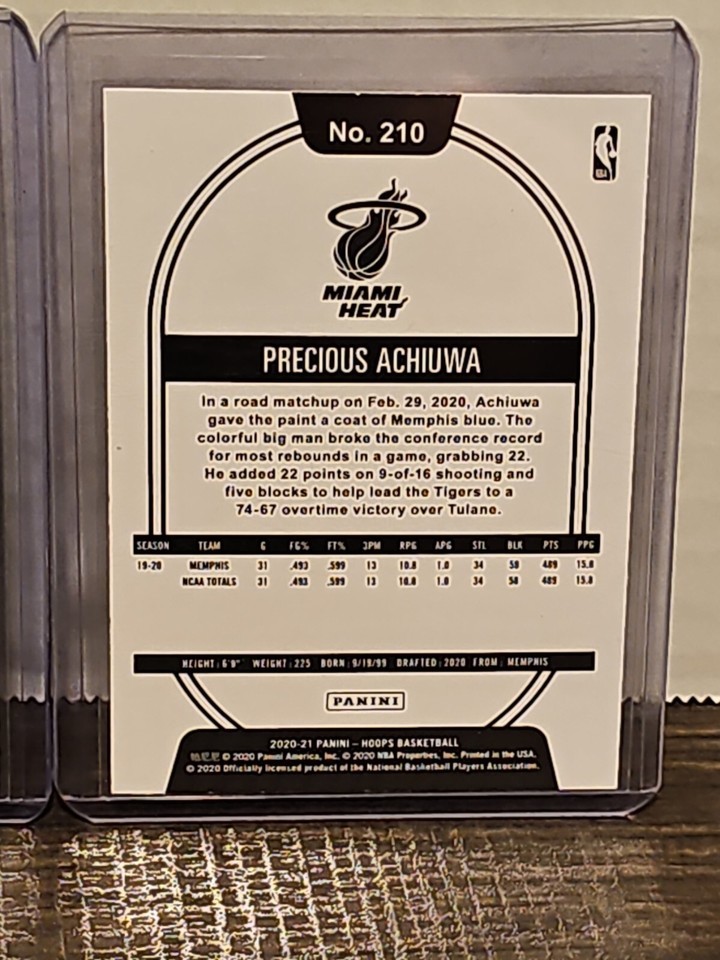 No. 210
NBA
MIAMI
HEAT
PRECIOUS ACHIUWA
In a road matchup on Feb. 29, 2020, Achiuwa
gave the paint a coat of Memphis blue. The
colorful big man broke the conference record
for most rebounds in a game, grabbing 22.
He added 22 points on 9-of-16 shooting and
five blocks to help lead the Tigers to a
74-67 overtime victory over Tulane.
SEASON TEAM G FG% FT% 3PM RPG APG STL BLK PTS PPG
19-20 MEMPHIS 31 .493 .599 13 10.8 1.0 34 58 489 15.8
NCAA TOTALS 31 .493 .599 13 10.8 1.0 34 58 489 15.8
HEIGHT: 6'9" WEIGHT: 225 BORN: 9/19/99 DRAFTED: 2020 FROM: MEMPHIS
PANINI
2020-21 PANINI – HOOPS BASKETBALL
© 2020 Panini America, Inc. © 2020 NBA Properties, Inc. Printed in the USA.
© 2020 Officially licensed product of the National Basketball Players Association.